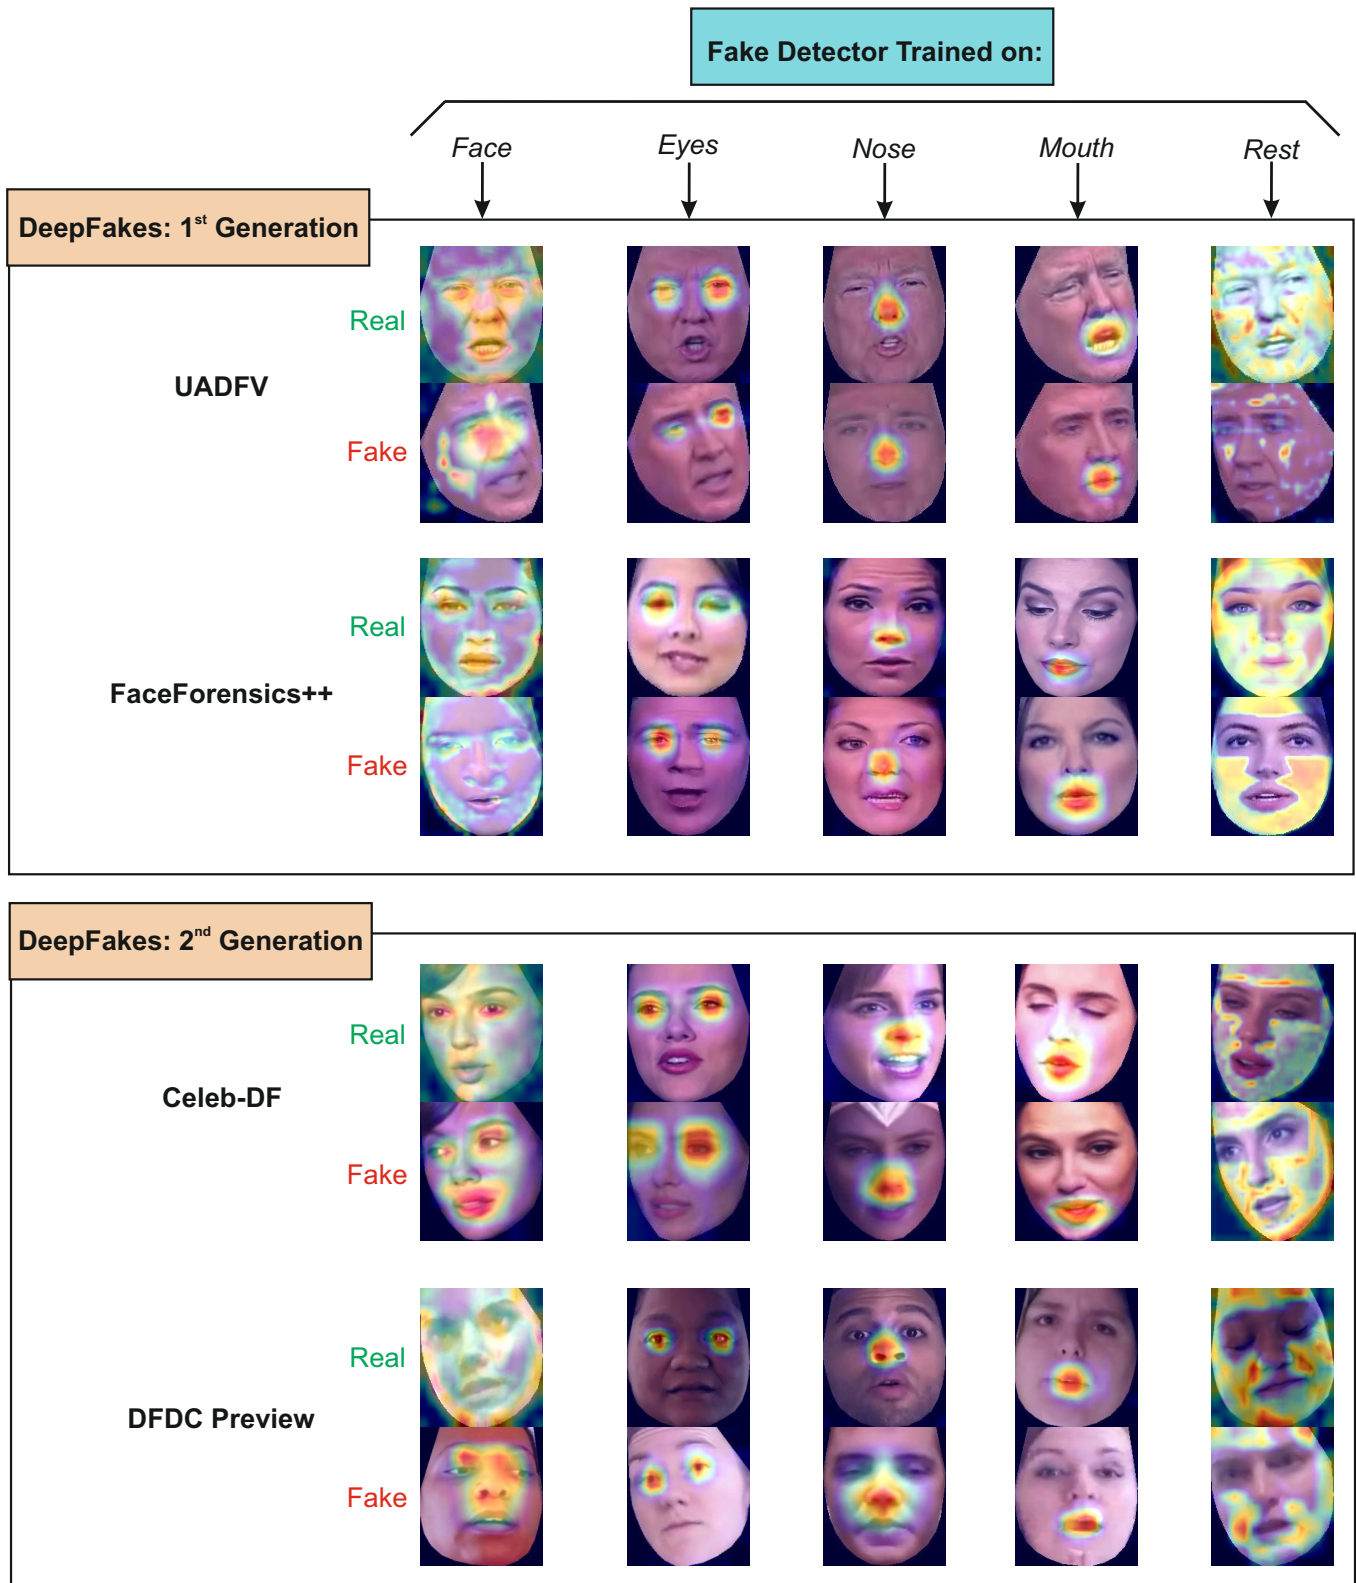 Fake Detector Trained on:
Face Eyes Nose Mouth Rest
DeepFakes: 1st Generation
Real
UADFV
Fake
Real
FaceForensics++
Fake
DeepFakes: 2nd Generation
Real
Celeb-DF
Fake
Real
DFDC Preview
Fake